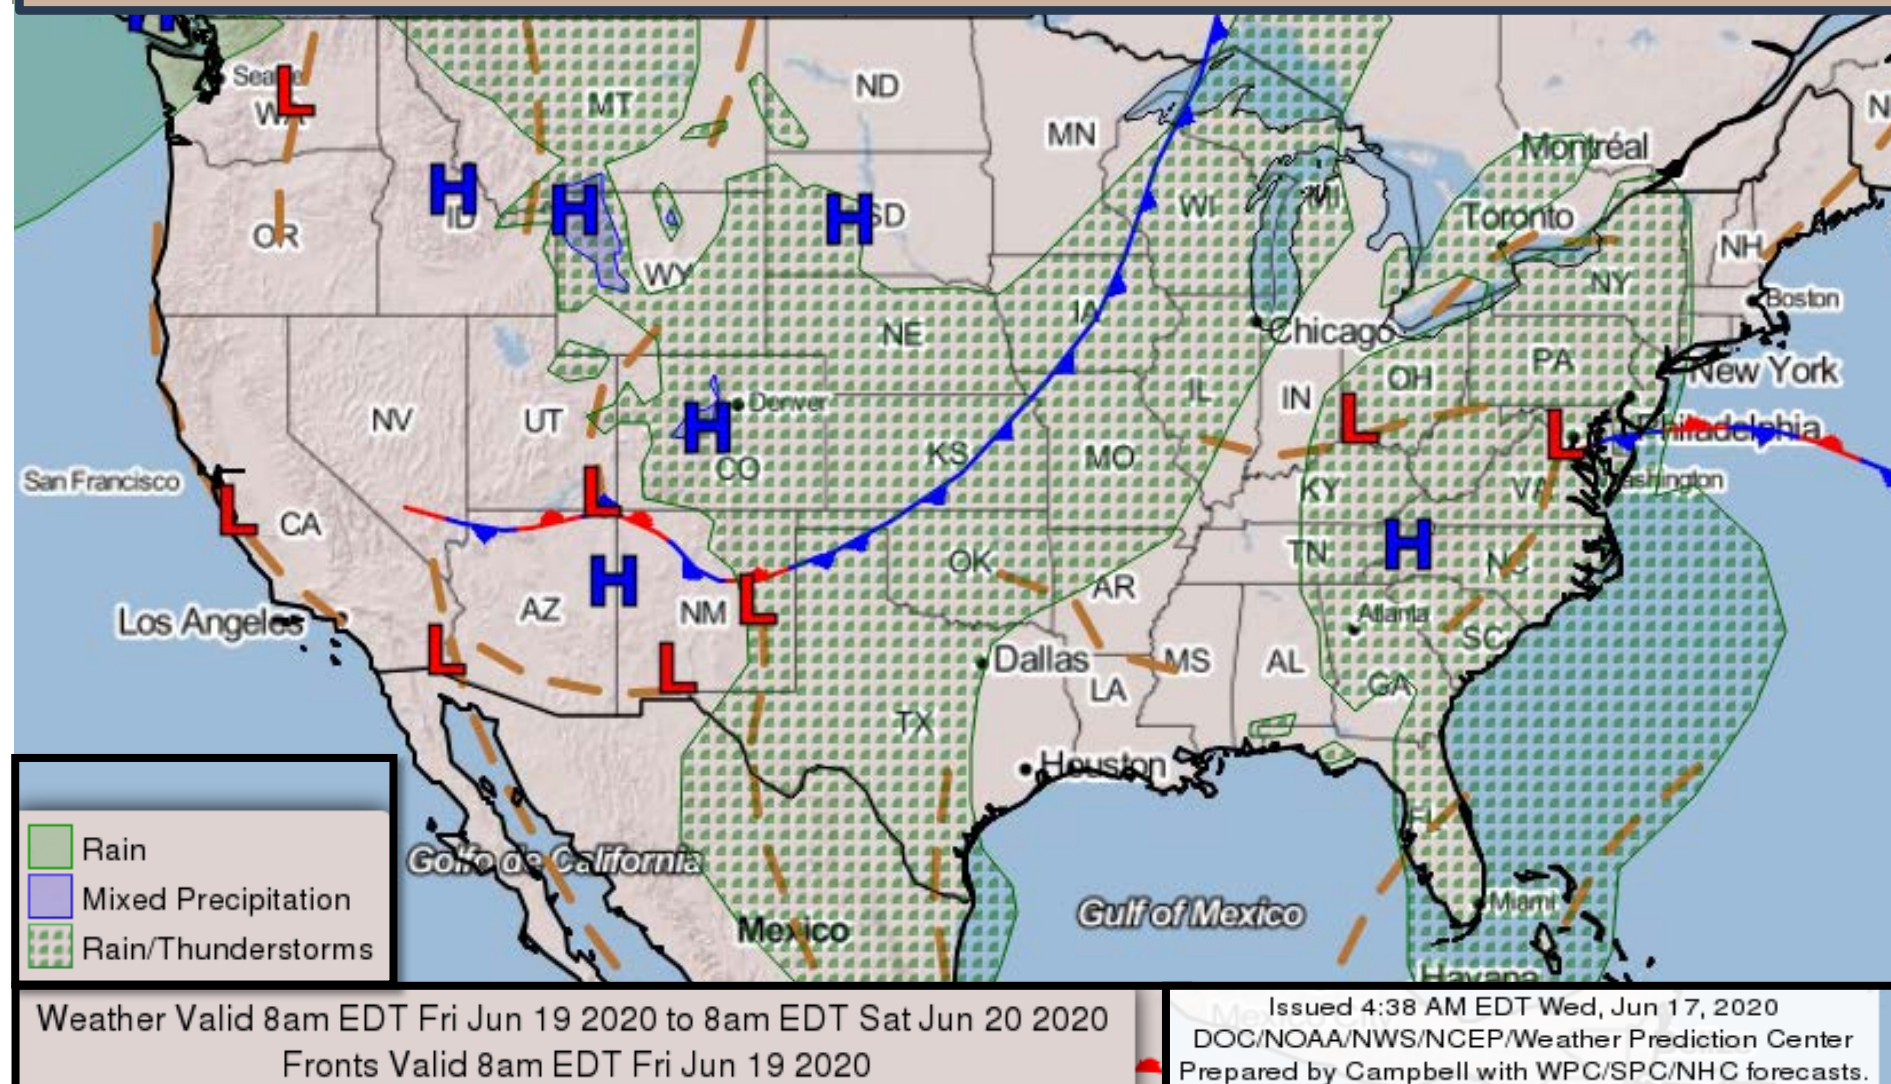 H
Seattle
L
WA
MT
ND
MN
Montréal
H
ID
H
H
SD
WI
MI
Toronto
OR
WY
NH
NY
Boston
NE
IA
Chicago
PA
New York
NV
UT
Denver
H
CO
KS
MO
IL
IN
OH
L
L
Philadelphia
San Francisco
L
CA
L
KY
VA
Washington
H
AZ
NM
L
OK
AR
TN
H
NC
Atlanta
SC
Los Angeles
L
L
Dallas
MS
AL
LA
GA
TX
Houston
FL
Golfo de California
Mexico
Gulf of Mexico
Miami
Havana
Rain
Mixed Precipitation
Rain/Thunderstorms
Weather Valid 8am EDT Fri Jun 19 2020 to 8am EDT Sat Jun 20 2020
Fronts Valid 8am EDT Fri Jun 19 2020
Mexico City
Issued 4:38 AM EDT Wed, Jun 17, 2020
DOC/NOAA/NWS/NCEP/Weather Prediction Center
Prepared by Campbell with WPC/SPC/NHC forecasts.